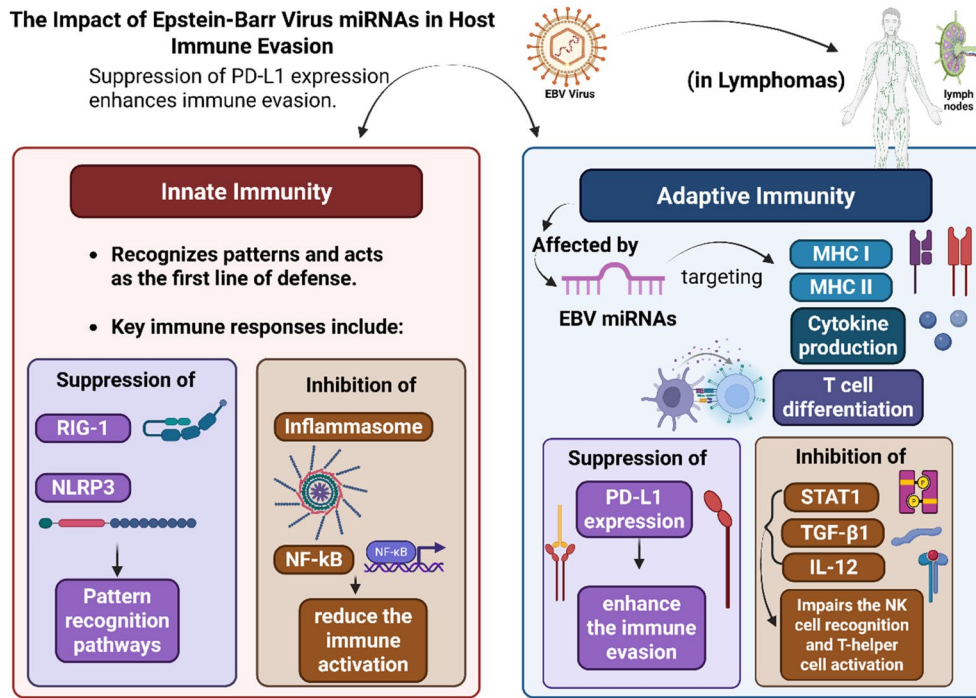 The Impact of Epstein-Barr Virus miRNAs in Host
Immune Evasion
Suppression of PD-L1 expression
enhances immune evasion.
EBV Virus
(in Lymphomas)
lymph
nodes
Innate Immunity
• Recognizes patterns and acts
as the first line of defense.
• Key immune responses include:
Suppression of
RIG-1
NLRP3
Pattern
recognition
pathways
Inhibition of
Inflammasome
NF-kB
NF-κB
reduce the
immune
activation
Adaptive Immunity
Affected by
EBV miRNAs
targeting
MHC I
MHC II
Cytokine
production
T cell
differentiation
Suppression of
PD-L1
expression
enhance
the immune
evasion
Inhibition of
STAT1
P
P
TGF-β1
IL-12
Impairs the NK
cell recognition
and T-helper
cell activation